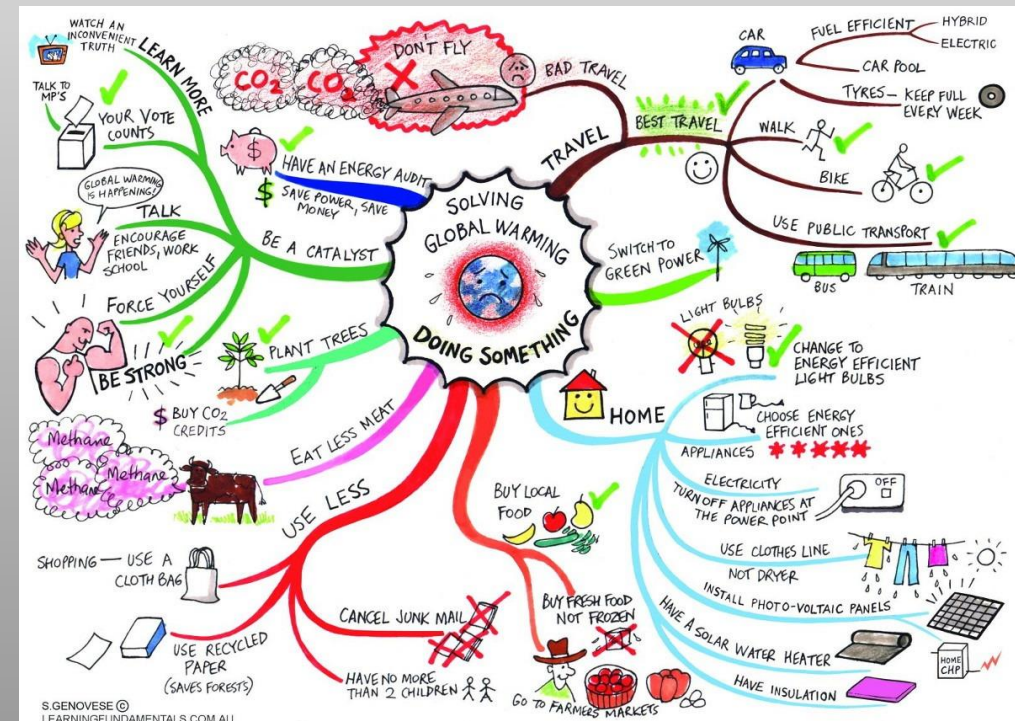 SOLVING
GLOBAL WARMING
DOING SOMETHING
TRAVEL
BAD TRAVEL
DON'T FLY
CO2
CO2
BEST TRAVEL
CAR
FUEL EFFICIENT
HYBRID
ELECTRIC
CAR POOL
TYRES – KEEP FULL
EVERY WEEK
WALK
BIKE
USE PUBLIC TRANSPORT
BUS
TRAIN
SWITCH TO
GREEN POWER
HOME
LIGHT BULBS
CHANGE TO
ENERGY EFFICIENT
LIGHT BULBS
CHOOSE ENERGY
EFFICIENT ONES
APPLIANCES
ELECTRICITY
TURN OFF APPLIANCES AT
THE POWER POINT
OFF
USE CLOTHES LINE
NOT DRYER
INSTALL PHOTO-VOLTAIC PANELS
HOME
CHP
HAVE A SOLAR WATER HEATER
HAVE INSULATION
BUY LOCAL
FOOD
BUY FRESH FOOD
NOT FROZEN
GO TO FARMERS MARKETS
USE LESS
SHOPPING — USE A
CLOTH BAG
USE RECYCLED
PAPER
(SAVES FORESTS)
CANCEL JUNK MAIL
HAVE NO MORE
THAN 2 CHILDREN
EAT LESS MEAT
Methane
Methane
Methane
PLANT TREES
$ BUY CO2
CREDITS
BE A CATALYST
LEARN MORE
WATCH AN
INCONVENIENT
TRUTH
TALK TO
MP'S
YOUR VOTE
COUNTS
GLOBAL WARMING
IS HAPPENING!
TALK
ENCOURAGE
FRIENDS, WORK
SCHOOL
FORCE YOURSELF
BE STRONG
$
HAVE AN ENERGY AUDIT
$ SAVE POWER, SAVE
MONEY
S.GENOVESE ©
LEARNINGFUNDAMENTALS.COM.AU